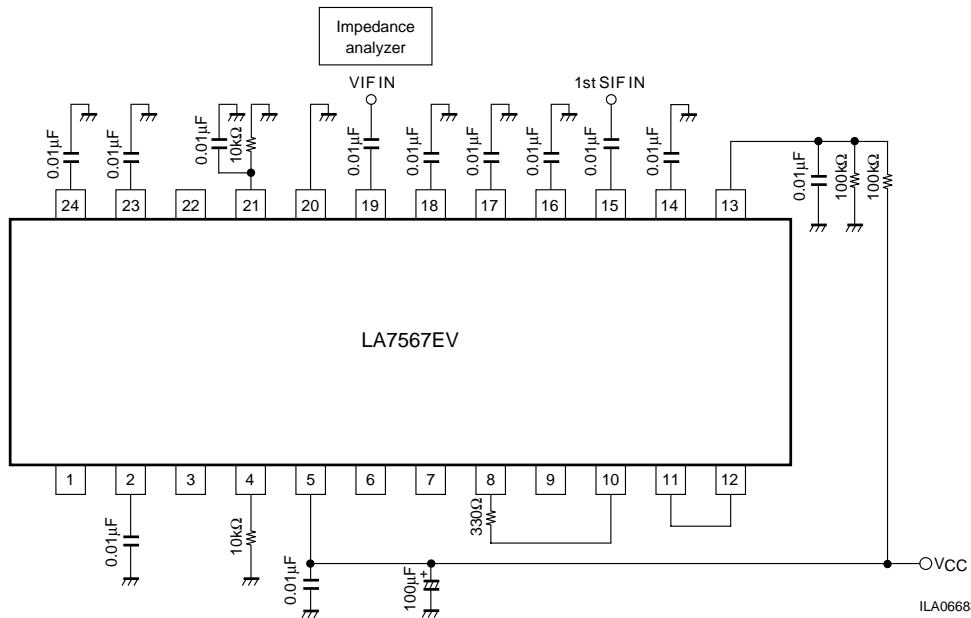 Impedance
analyzer
VIF IN
1st SIF IN
0.01µF
0.01µF
0.01µF
10kΩ
0.01µF
0.01µF
0.01µF
0.01µF
0.01µF
0.01µF
0.01µF
100kΩ
100kΩ
24 23 22 21 20 19 18 17 16 15 14 13
LA7567EV
1 2 3 4 5 6 7 8 9 10 11 12
0.01µF
10kΩ
0.01µF
100µF
+
330Ω
VCC
ILA0668